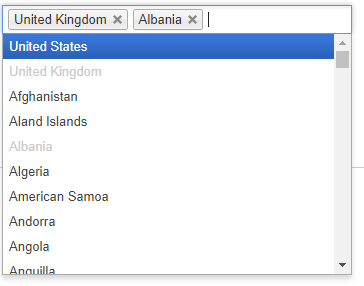 United Kingdom Albania
United States
United Kingdom
Afghanistan
Aland Islands
Albania
Algeria
American Samoa
Andorra
Angola
Anguilla